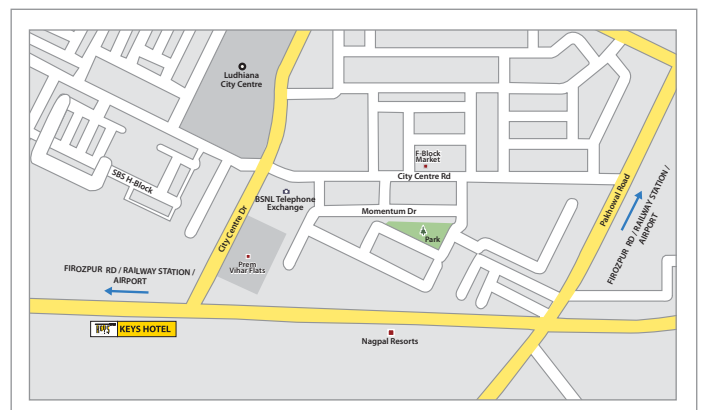 Ludhiana
City Centre
F-Block
Market
City Centre Rd
SBS H-Block
BSNL Telephone
Exchange
Momentum Dr
Park
City Centre Dr
Pakhowal Road
FIROZPUR RD / RAILWAY STATION /
AIRPORT
Prem
Vihar Flats
FIROZPUR RD / RAILWAY STATION /
AIRPORT
KEYS HOTEL
Nagpal Resorts